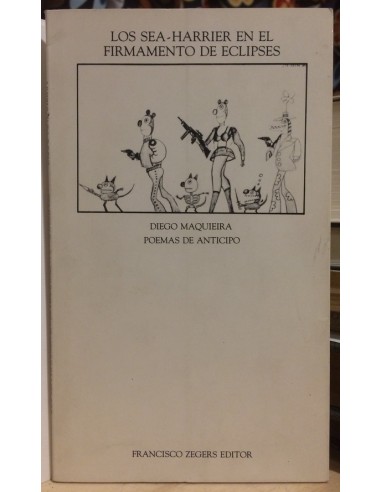 LOS SEA-HARRIER EN EL
FIRMAMENTO DE ECLIPSES
DIEGO MAQUIEIRA
POEMAS DE ANTICIPO
FRANCISCO ZEGERS EDITOR